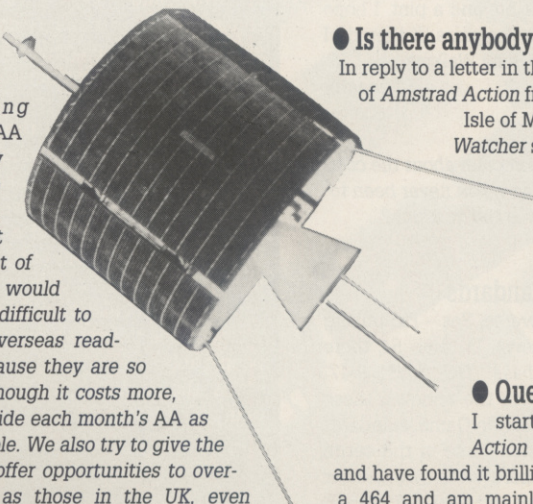 ng
AA
t of
would
difficult to
verseas read-
ause they are so
hough it costs more,
ide each month's AA as
le. We also try to give the
offer opportunities to over-
as those in the UK, even
● Is there anybody
In reply to a letter in th
of Amstrad Action fr
Isle of M
Watcher s
● Que
I start
Action
and have found it brilli
a 464 and am mainl